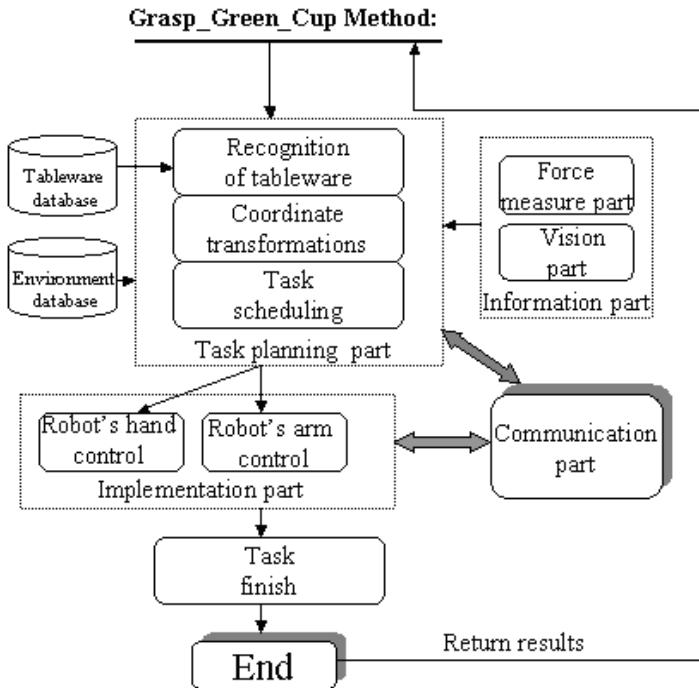 Grasp_Green_Cup Method:
Tableware
database
Environment
database
Recognition
of tableware
Coordinate
transformations
Task
scheduling
Task planning part
Force
measure part
Vision
part
Information part
Robot's hand
control
Robot's arm
control
Implementation part
Communication
part
Task
finish
End
Return results